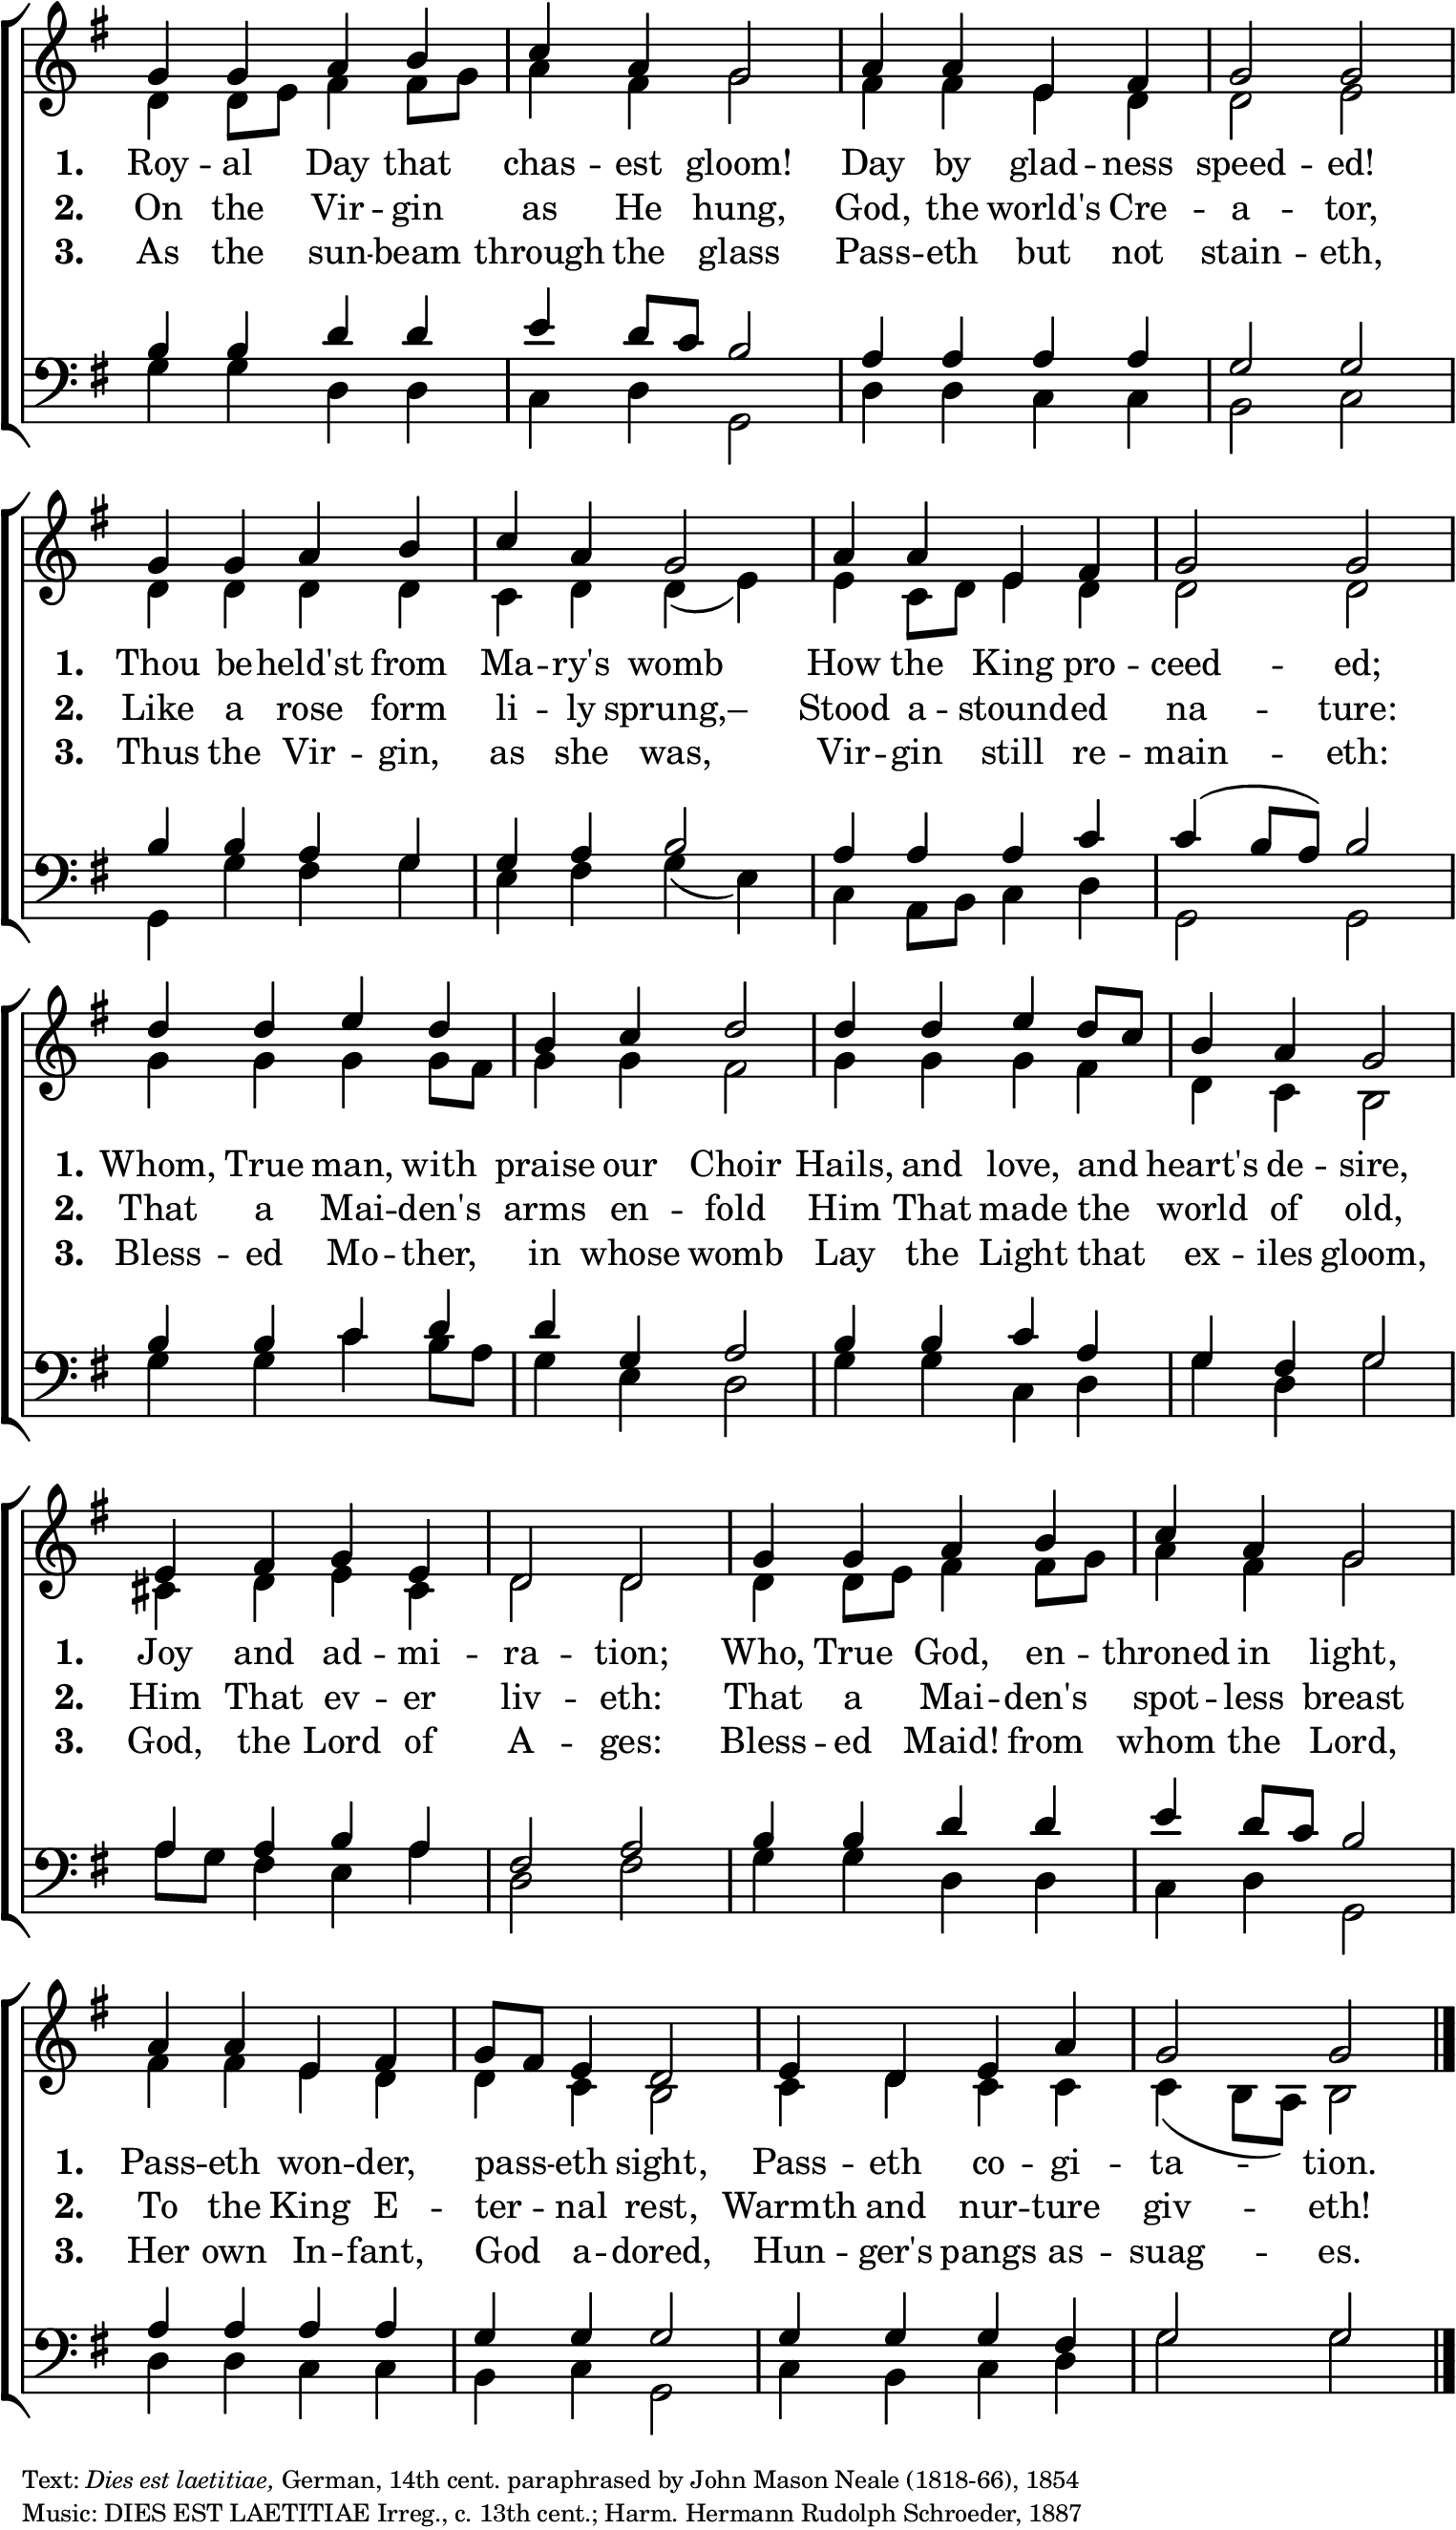 1. Roy - al Day that chas - est gloom! Day by glad - ness speed - ed!
2. On the Vir - gin as He hung, God, the world's Cre - a - tor,
3. As the sun - beam through the glass Pass - eth but not stain - eth,
1. Thou be - held'st from Ma - ry's womb How the King pro - ceed - ed;
2. Like a rose form li - ly sprung,– Stood a - stound - ed na - ture:
3. Thus the Vir - gin, as she was, Vir - gin still re - main - eth:
1. Whom, True man, with praise our Choir Hails, and love, and heart's de - sire,
2. That a Mai - den's arms en - fold Him That made the world of old,
3. Bless - ed Mo - ther, in whose womb Lay the Light that ex - iles gloom,
1. Joy and ad - mi - ra - tion; Who, True God, en - throned in light,
2. Him That ev - er liv - eth: That a Mai - den's spot - less breast
3. God, the Lord of A - ges: Bless - ed Maid! from whom the Lord,
1. Pass - eth won - der, pass - eth sight, Pass - eth co - gi - ta - tion.
2. To the King E - ter - nal rest, Warmth and nur - ture giv - eth!
3. Her own In - fant, God a - dored, Hun - ger's pangs as - suag - es.
Text: Dies est laetitiae, German, 14th cent. paraphrased by John Mason Neale (1818-66), 1854
Music: DIES EST LAETITIAE Irreg., c. 13th cent.; Harm. Hermann Rudolph Schroeder, 1887